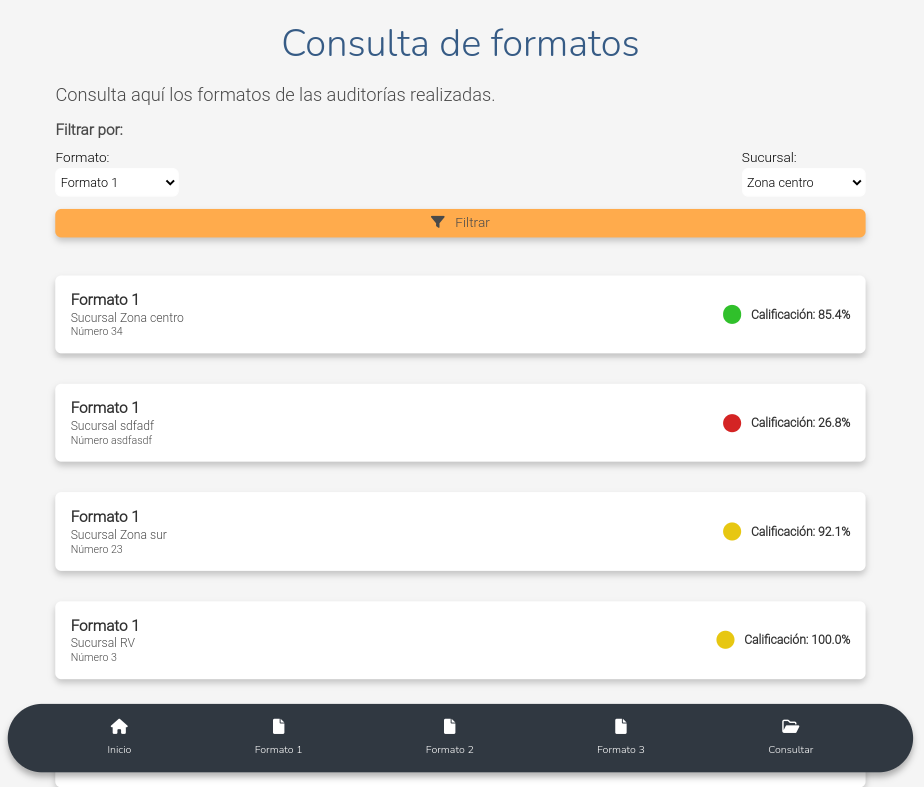 Consulta de formatos
Consulta aquí los formatos de las auditorías realizadas.
Filtrar por:
Formato:
Sucursal:
Formato 1
Zona centro
Filtrar
Formato 1
Sucursal Zona centro
Número 34
Calificación: 85.4%
Formato 1
Sucursal sdfadf
Número asdfasdf
Calificación: 26.8%
Formato 1
Sucursal Zona sur
Número 23
Calificación: 92.1%
Formato 1
Sucursal RV
Número 3
Calificación: 100.0%
Inicio
Formato 1
Formato 2
Formato 3
Consultar